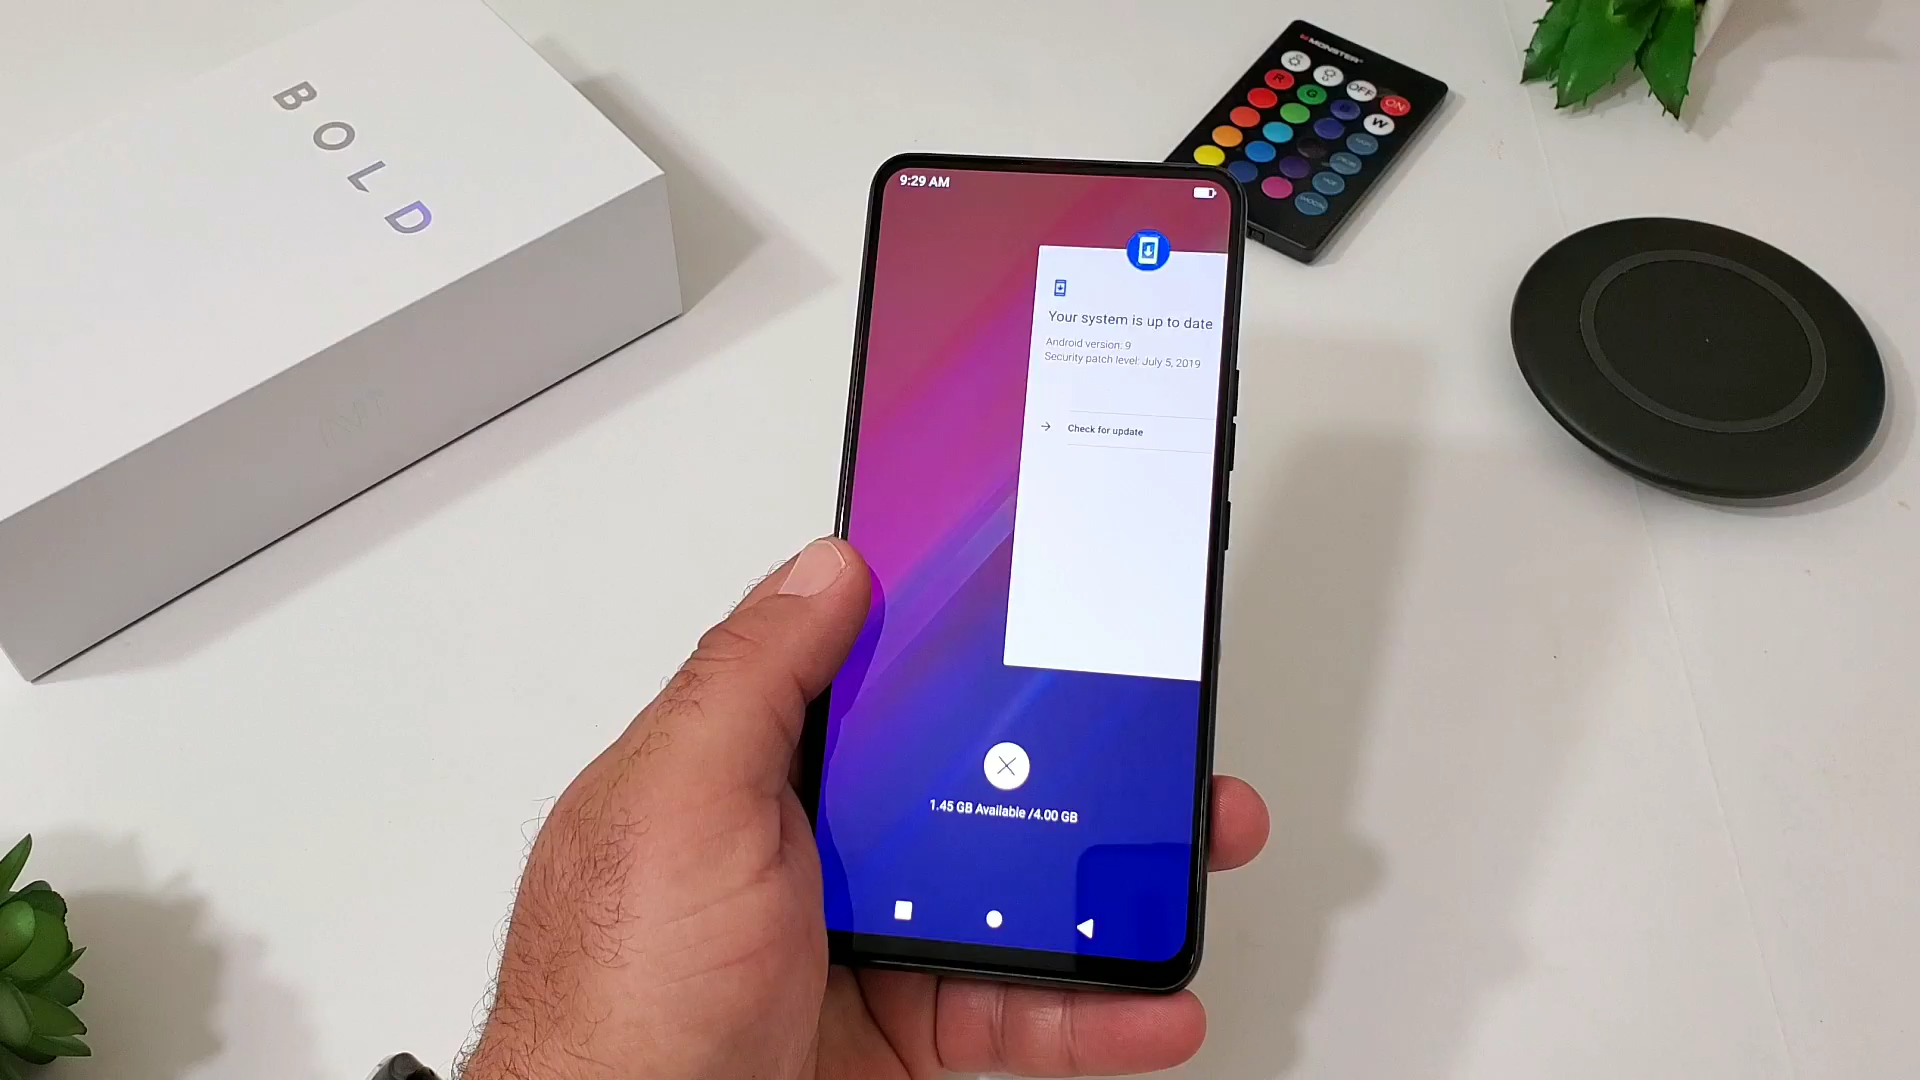 BOLD
MONSTER
OFF
ON
R
G
B
W
9:29 AM
Your system is up to date
Android version: 9
Security patch level: July 5, 2019
Check for update
1.45 GB Available /4.00 GB